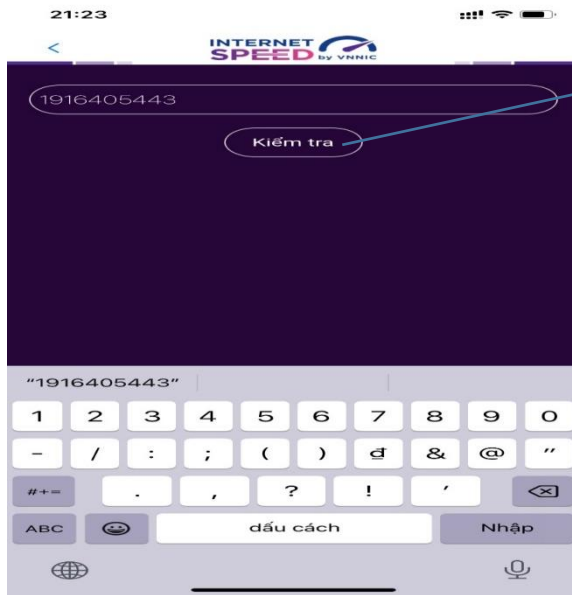 21:23
<
INTERNET
SPEED by VNNIC
1916405443
Kiểm tra
"1916405443"
1 2 3 4 5 6 7 8 9 0
- / : ; ( ) đ & @ "
#+= . , ? ! '
ABC dấu cách Nhập